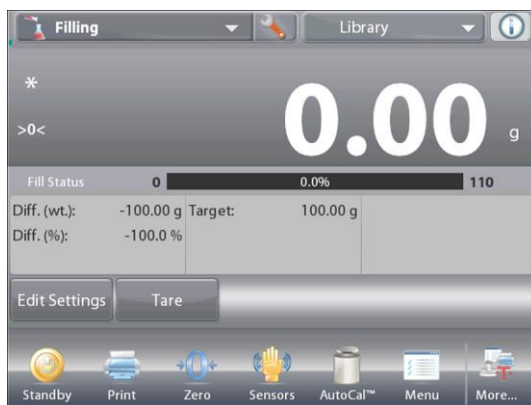 Filling Library
*
>0< 0.00 g
Fill Status 0 0.0% 110
Diff. (wt.): -100.00 g Target: 100.00 g
Diff. (%): -100.0 %
Edit Settings Tare
Standby Print Zero Sensors AutoCal™ Menu More...